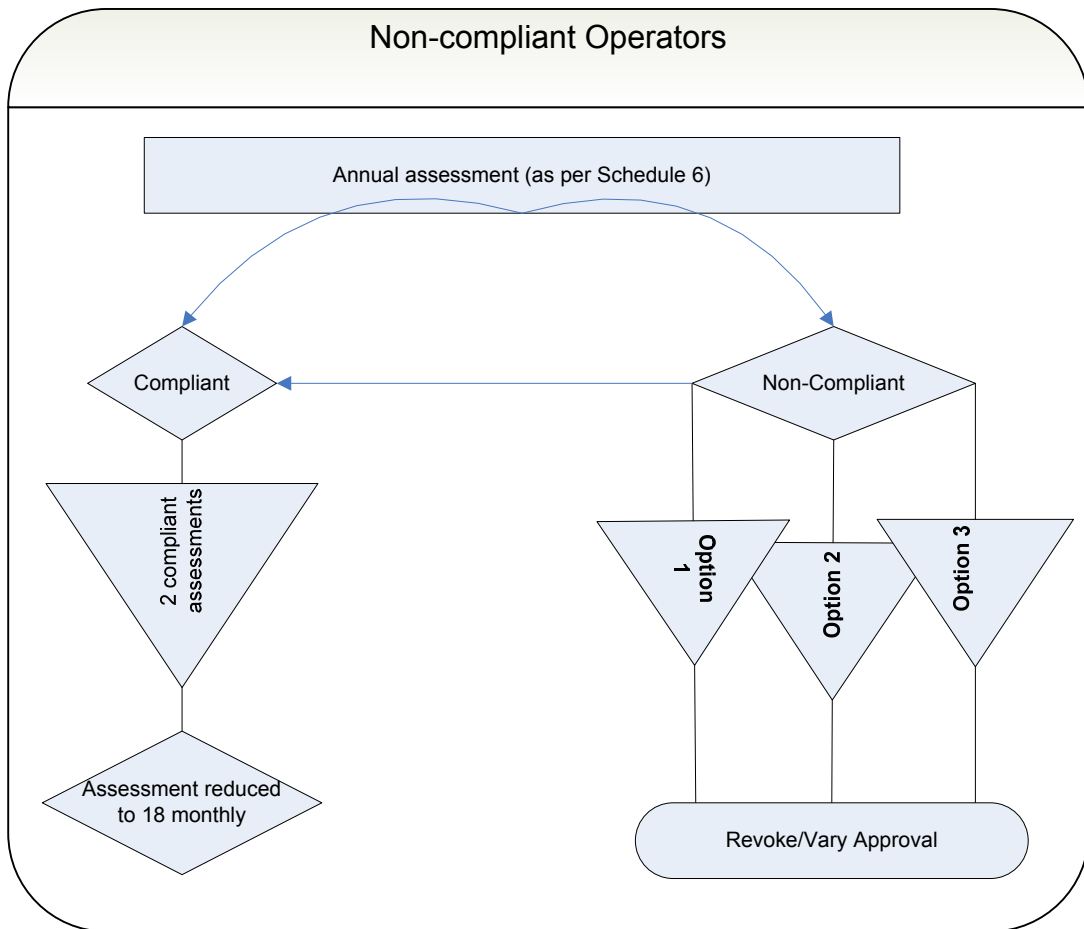 Non-compliant Operators
Annual assessment (as per Schedule 6)
Compliant
Non-Compliant
2 compliant
assessments
Option
1
Option 2
Option 3
Assessment reduced
to 18 monthly
Revoke/Vary Approval